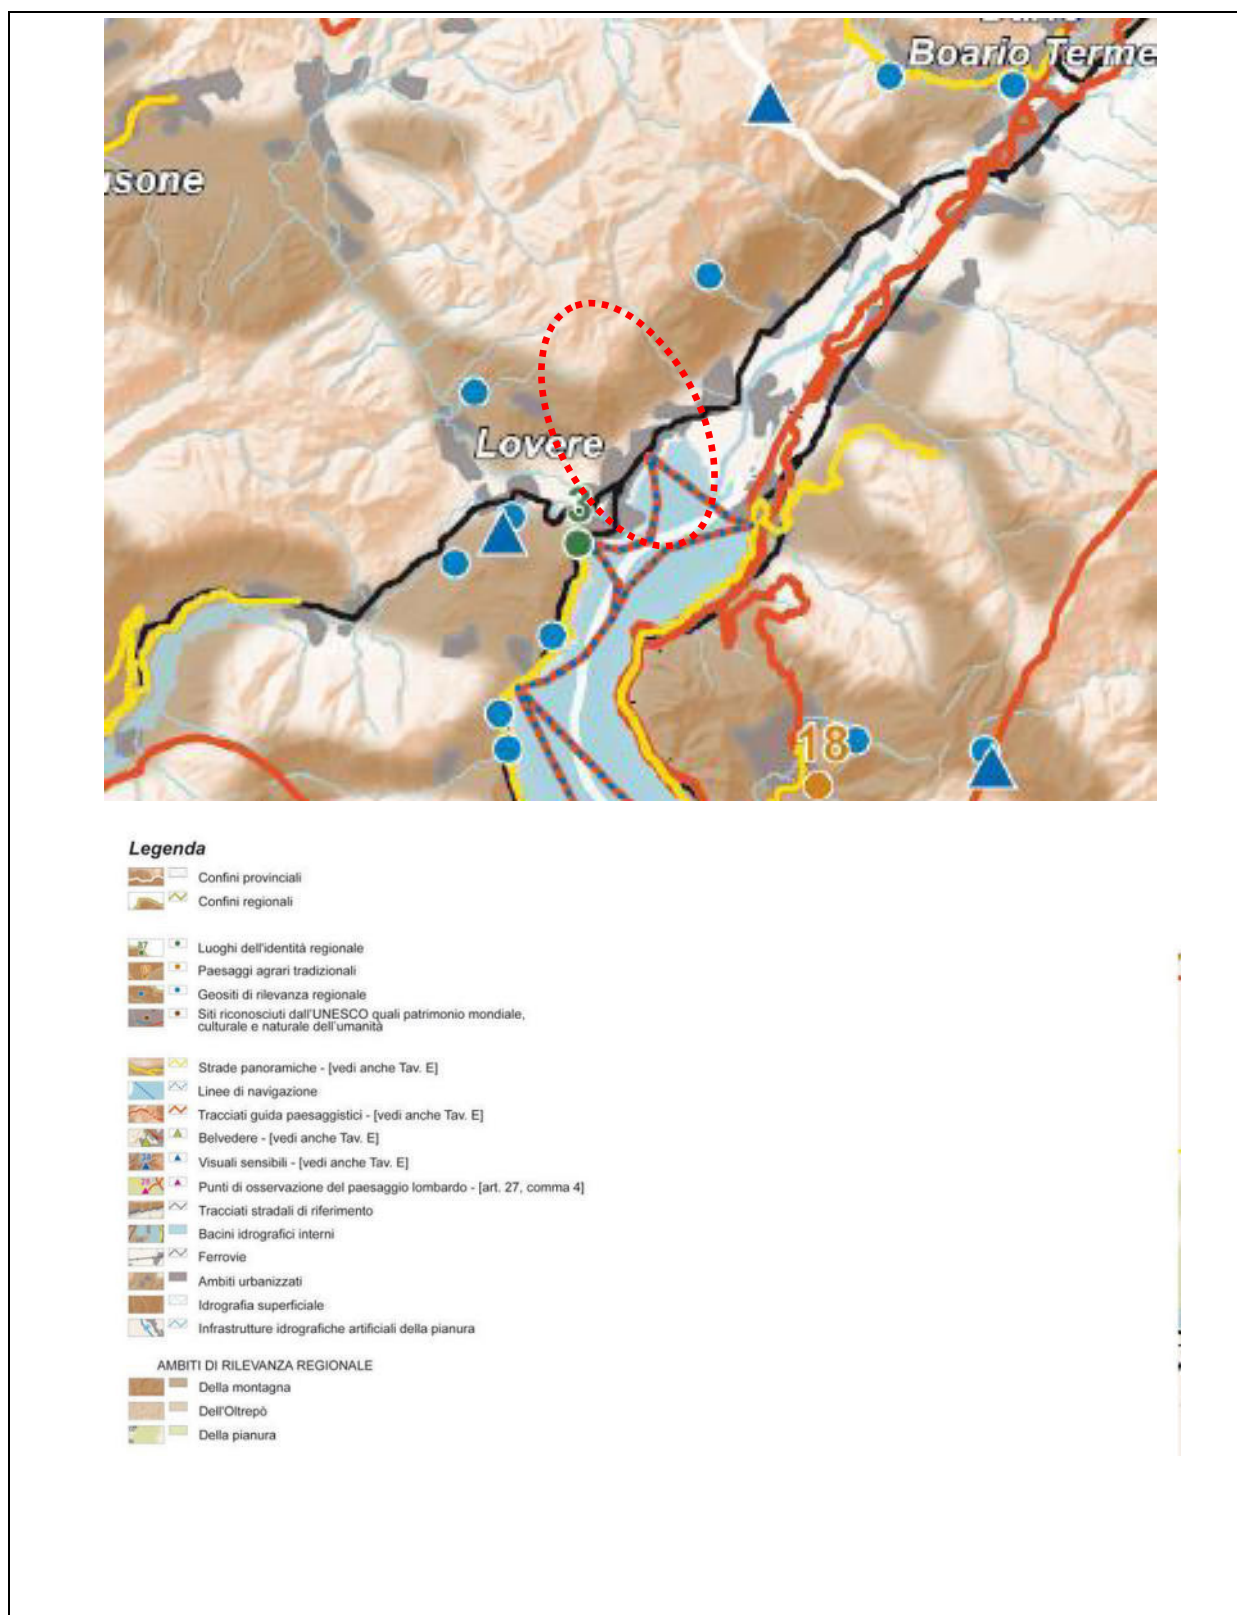 Boario Terme
usone
Lovere
3
18
Legenda
Confini provinciali
Confini regionali
Luoghi dell'identità regionale
Paesaggi agrari tradizionali
Geositi di rilevanza regionale
Siti riconosciuti dall'UNESCO quali patrimonio mondiale,
culturale e naturale dell'umanità
Strade panoramiche - [vedi anche Tav. E]
Linee di navigazione
Tracciati guida paesaggistici - [vedi anche Tav. E]
Belvedere - [vedi anche Tav. E]
Visuali sensibili - [vedi anche Tav. E]
Punti di osservazione del paesaggio lombardo - [art. 27, comma 4]
Tracciati stradali di riferimento
Bacini idrografici interni
Ferrovie
Ambiti urbanizzati
Idrografia superficiale
Infrastrutture idrografiche artificiali della pianura
AMBITI DI RILEVANZA REGIONALE
Della montagna
Dell'Oltrepò
Della pianura